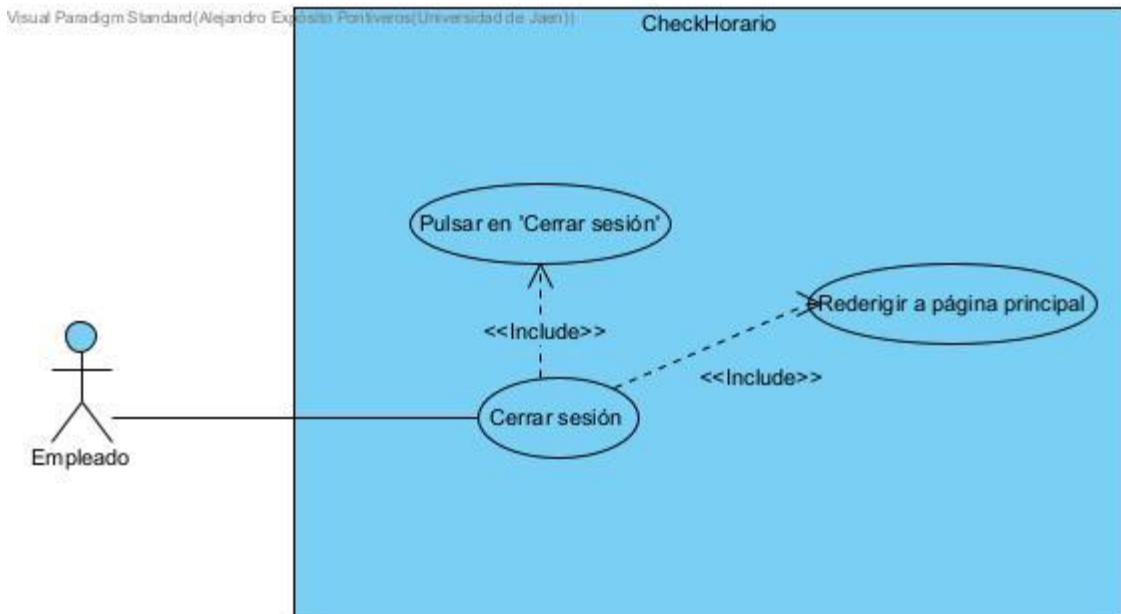 Visual Paradigm Standard(Alejandro Expósito Pontiveros(Universidad de Jaen))
CheckHorario
Pulsar en 'Cerrar sesión'
Rederigir a página principal
<<Include>>
<<Include>>
Cerrar sesión
Empleado